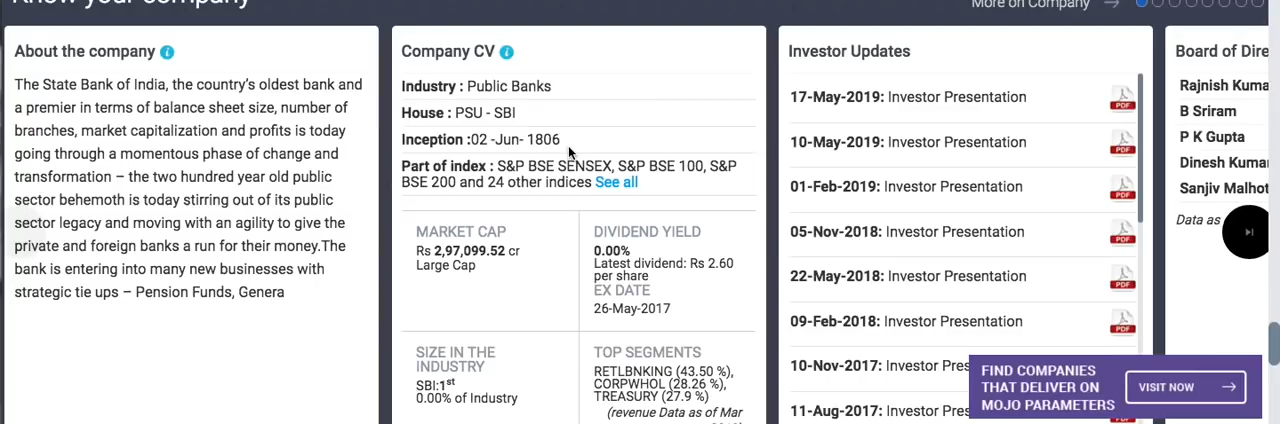 Know your company
More on Company
About the company
The State Bank of India, the country's oldest bank and
a premier in terms of balance sheet size, number of
branches, market capitalization and profits is today
going through a momentous phase of change and
transformation – the two hundred year old public
sector behemoth is today stirring out of its public
sector legacy and moving with an agility to give the
private and foreign banks a run for their money.The
bank is entering into many new businesses with
strategic tie ups – Pension Funds, Genera
Company CV
Industry : Public Banks
House : PSU - SBI
Inception :02 -Jun- 1806
Part of index : S&P BSE SENSEX, S&P BSE 100, S&P
BSE 200 and 24 other indices See all
MARKET CAP
Rs 2,97,099.52 cr
Large Cap
DIVIDEND YIELD
0.00%
Latest dividend: Rs 2.60
per share
EX DATE
26-May-2017
SIZE IN THE
INDUSTRY
SBI:1st
0.00% of Industry
TOP SEGMENTS
RETLBNKING (43.50 %),
CORPWHOL (28.26 %),
TREASURY (27.9 %)
(revenue Data as of Mar
Investor Updates
17-May-2019: Investor Presentation
PDF
10-May-2019: Investor Presentation
PDF
01-Feb-2019: Investor Presentation
PDF
05-Nov-2018: Investor Presentation
PDF
22-May-2018: Investor Presentation
PDF
09-Feb-2018: Investor Presentation
PDF
10-Nov-2017: Investor Pres
11-Aug-2017: Investor Pres
Board of Dire
Rajnish Kuma
B Sriram
P K Gupta
Dinesh Kumar
Sanjiv Malhot
Data as
FIND COMPANIES
THAT DELIVER ON
MOJO PARAMETERS
VISIT NOW